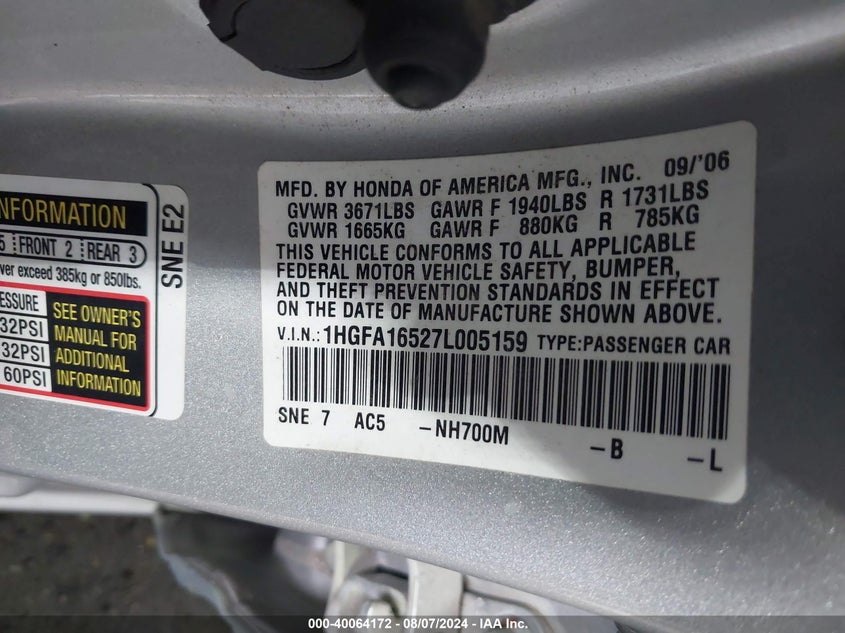 NFORMATION
5 FRONT 2 REAR 3
ver exceed 385kg or 850lbs.
ESSURE
32PSI
32PSI
60PSI
SEE OWNER'S
MANUAL FOR
ADDITIONAL
INFORMATION
SNE E2
MFD. BY HONDA OF AMERICA MFG., INC. 09/'06
GVWR 3671LBS GAWR F 1940LBS R 1731LBS
GVWR 1665KG GAWR F 880KG R 785KG
THIS VEHICLE CONFORMS TO ALL APPLICABLE
FEDERAL MOTOR VEHICLE SAFETY, BUMPER,
AND THEFT PREVENTION STANDARDS IN EFFECT
ON THE DATE OF MANUFACTURE SHOWN ABOVE.
V.I.N.: 1HGFA16527L005159 TYPE:PASSENGER CAR
SNE 7 AC5 -NH700M -B -L
000-40064172 - 08/07/2024 - IAA Inc.